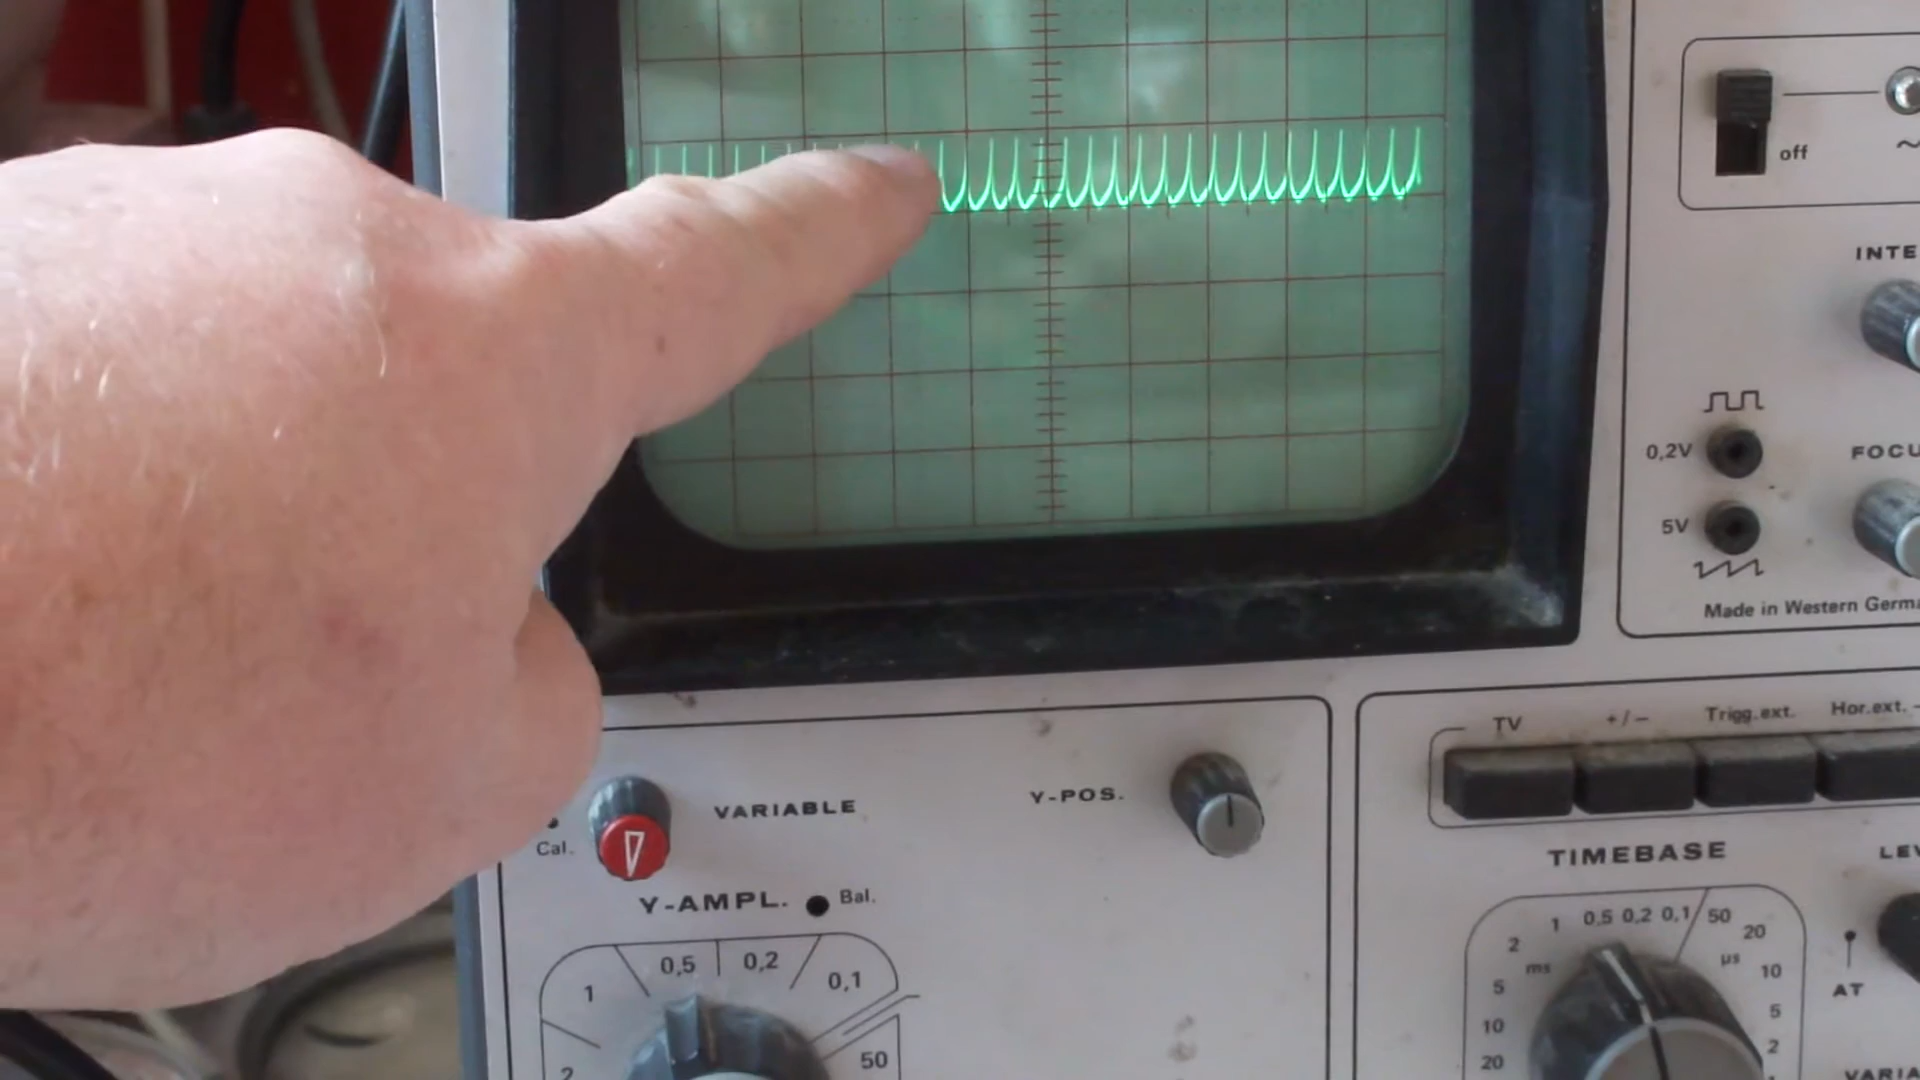 off
INTE
0,2V
FOCU
5V
Made in Western Germa
TV +/− Trigg.ext. Hor.ext.
VARIABLE
Y-POS.
Cal.
Y-AMPL. Bal.
0,5 0,2
1 0,1
2 50
TIMEBASE LEV
1 0,5 0,2 0,1 50
2 20
ms µs
5 10
10 5
20 2
AT
VARIA